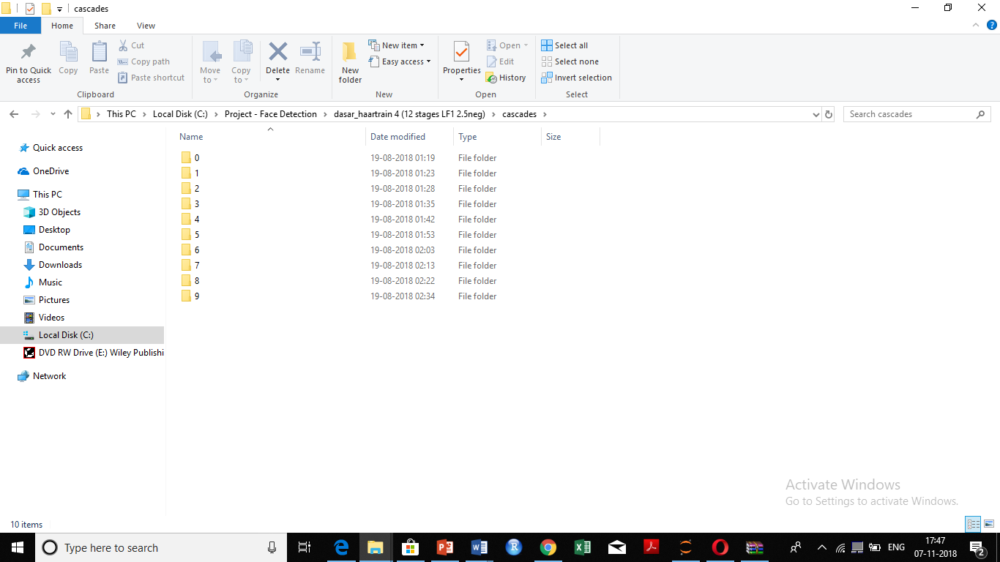 cascades
File Home Share View
Pin to Quick access
Copy
Paste
Cut
Copy path
Paste shortcut
Clipboard
Move to
Copy to
Delete
Rename
Organize
New folder
New item
Easy access
New
Properties
Open
Edit
History
Open
Select all
Select none
Invert selection
Select
This PC Local Disk (C:) Project - Face Detection dasar_haartrain 4 (12 stages LF1 2.5neg) cascades
Search cascades
Quick access
OneDrive
This PC
3D Objects
Desktop
Documents
Downloads
Music
Pictures
Videos
Local Disk (C:)
DVD RW Drive (E:) Wiley Publishi
Network
Name Date modified Type Size
0 19-08-2018 01:19 File folder
1 19-08-2018 01:23 File folder
2 19-08-2018 01:28 File folder
3 19-08-2018 01:35 File folder
4 19-08-2018 01:42 File folder
5 19-08-2018 01:53 File folder
6 19-08-2018 02:03 File folder
7 19-08-2018 02:13 File folder
8 19-08-2018 02:22 File folder
9 19-08-2018 02:34 File folder
Activate Windows
Go to Settings to activate Windows.
10 items
Type here to search
ENG
17:47
07-11-2018
2